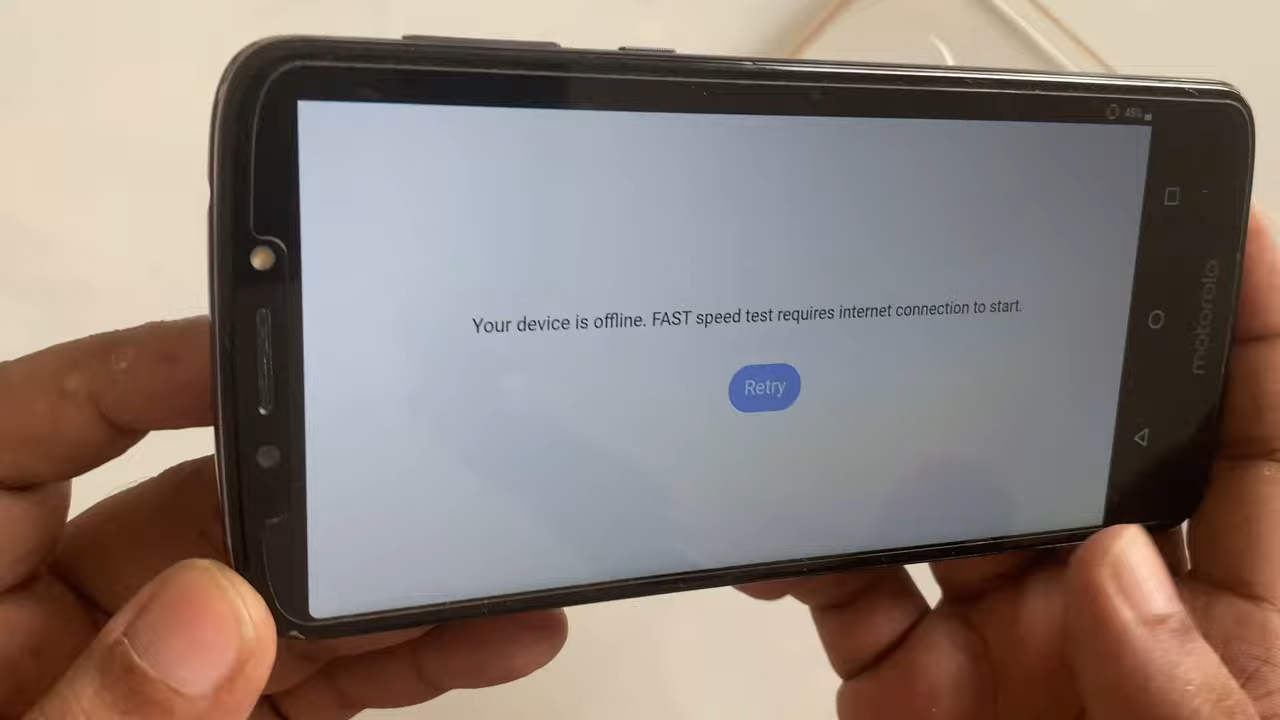 Your device is offline. FAST speed test requires internet connection to start.
Retry
motorola